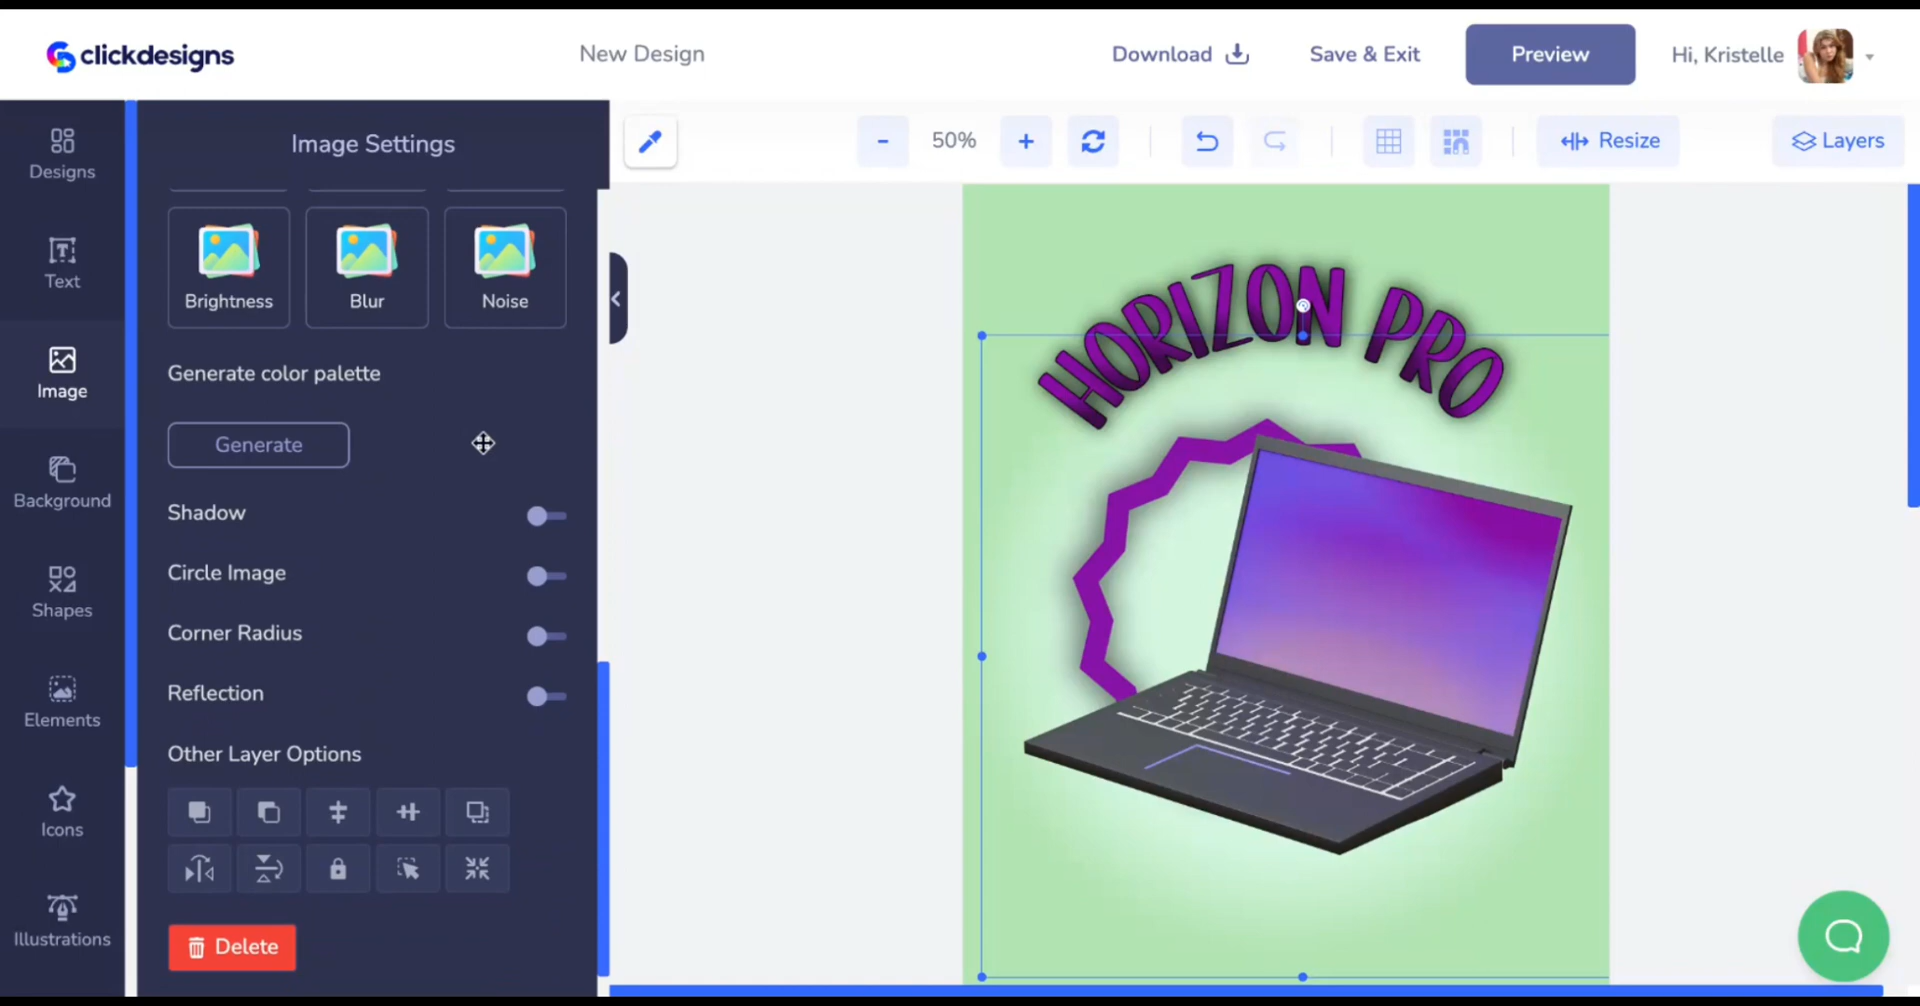 clickdesigns
New Design
Download
Save & Exit
Preview
Hi, Kristelle
Designs
Text
Image
Background
Shapes
Elements
Icons
Illustrations
Image Settings
Brightness
Blur
Noise
Generate color palette
Generate
Shadow
Circle Image
Corner Radius
Reflection
Other Layer Options
Delete
- 50% +
Resize
Layers
HORIZON PRO